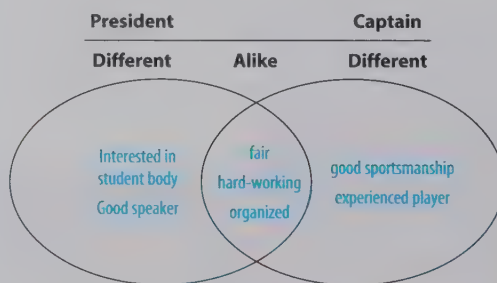 President Captain
Different Alike Different
Interested in
student body
Good speaker
fair
hard-working
organized
good sportsmanship
experienced player